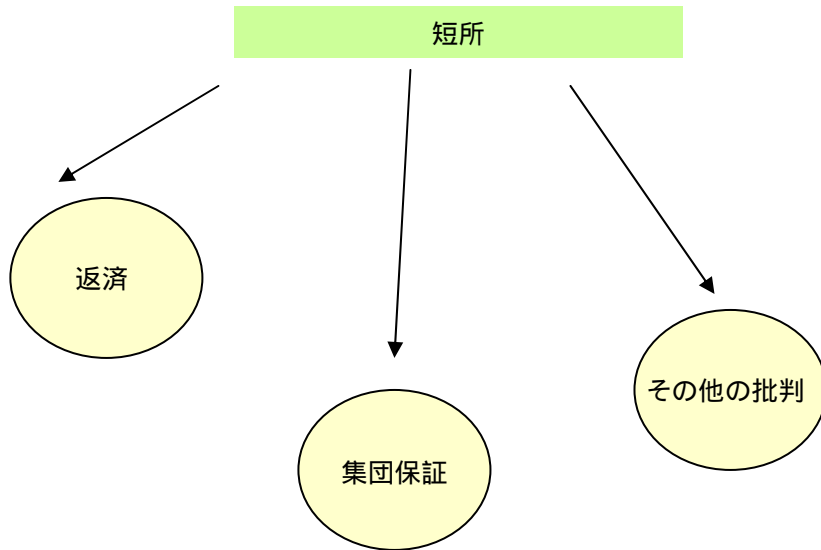 短所
返済
集団保証
その他の批判